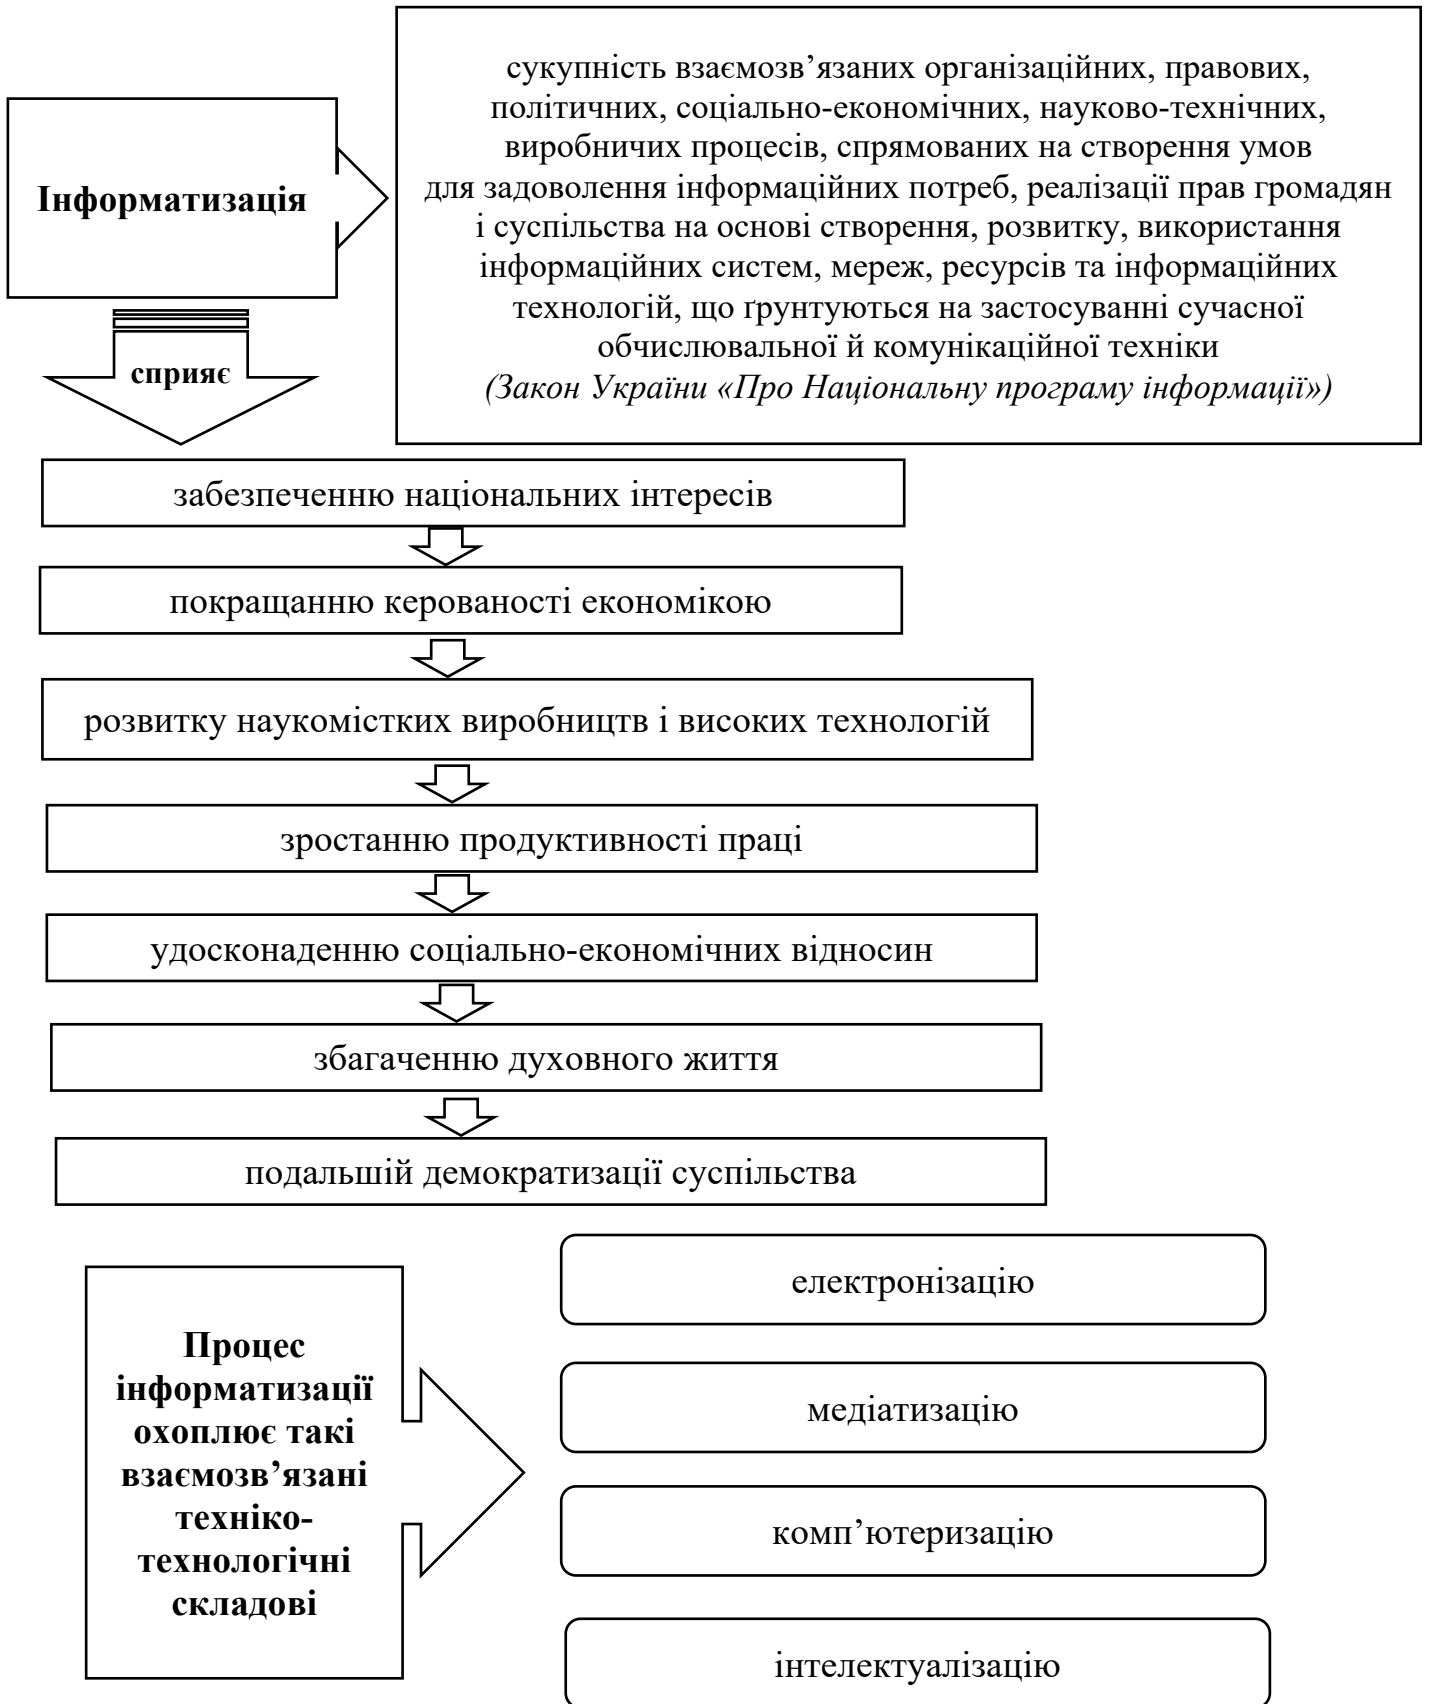 Інформатизація
сукупність взаємозв’язаних організаційних, правових,
політичних, соціально-економічних, науково-технічних,
виробничих процесів, спрямованих на створення умов
для задоволення інформаційних потреб, реалізації прав громадян
і суспільства на основі створення, розвитку, використання
інформаційних систем, мереж, ресурсів та інформаційних
технологій, що ґрунтуються на застосуванні сучасної
обчислювальної й комунікаційної техніки
(Закон України «Про Національну програму інформації»)
сприяє
забезпеченню національних інтересів
покращанню керованості економікою
розвитку наукомістких виробництв і високих технологій
зростанню продуктивності праці
удосконаденню соціально-економічних відносин
збагаченню духовного життя
подальшій демократизації суспільства
Процес
інформатизації
охоплює такі
взаємозв’язані
техніко-
технологічні
складові
електронізацію
медіатизацію
комп’ютеризацію
інтелектуалізацію